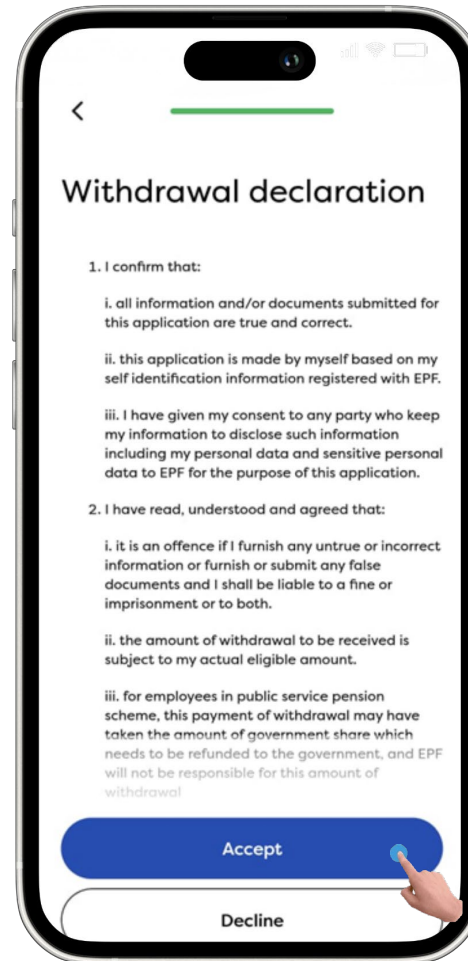 Withdrawal declaration
1. I confirm that:
i. all information and/or documents submitted for
this application are true and correct.
ii. this application is made by myself based on my
self identification information registered with EPF.
iii. I have given my consent to any party who keep
my information to disclose such information
including my personal data and sensitive personal
data to EPF for the purpose of this application.
2. I have read, understood and agreed that:
i. it is an offence if I furnish any untrue or incorrect
information or furnish or submit any false
documents and I shall be liable to a fine or
imprisonment or to both.
ii. the amount of withdrawal to be received is
subject to my actual eligible amount.
iii. for employees in public service pension
scheme, this payment of withdrawal may have
taken the amount of government share which
needs to be refunded to the government, and EPF
will not be responsible for this amount of
withdrawal
Accept
Decline